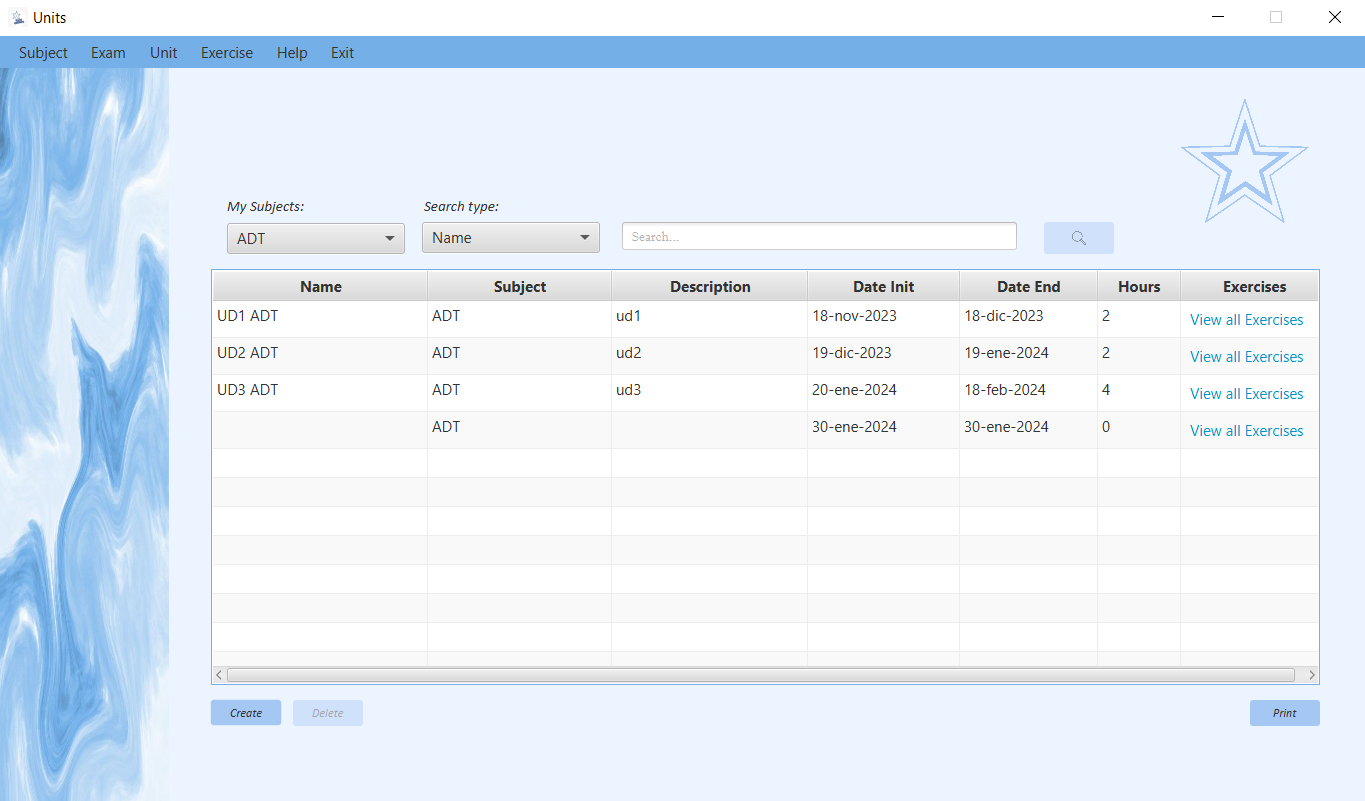 Units
Subject Exam Unit Exercise Help Exit
My Subjects: Search type:
ADT Name Search...
Name Subject Description Date Init Date End Hours Exercises
UD1 ADT ADT ud1 18-nov-2023 18-dic-2023 2 View all Exercises
UD2 ADT ADT ud2 19-dic-2023 19-ene-2024 2 View all Exercises
UD3 ADT ADT ud3 20-ene-2024 18-feb-2024 4 View all Exercises
ADT 30-ene-2024 30-ene-2024 0 View all Exercises
Create Delete Print